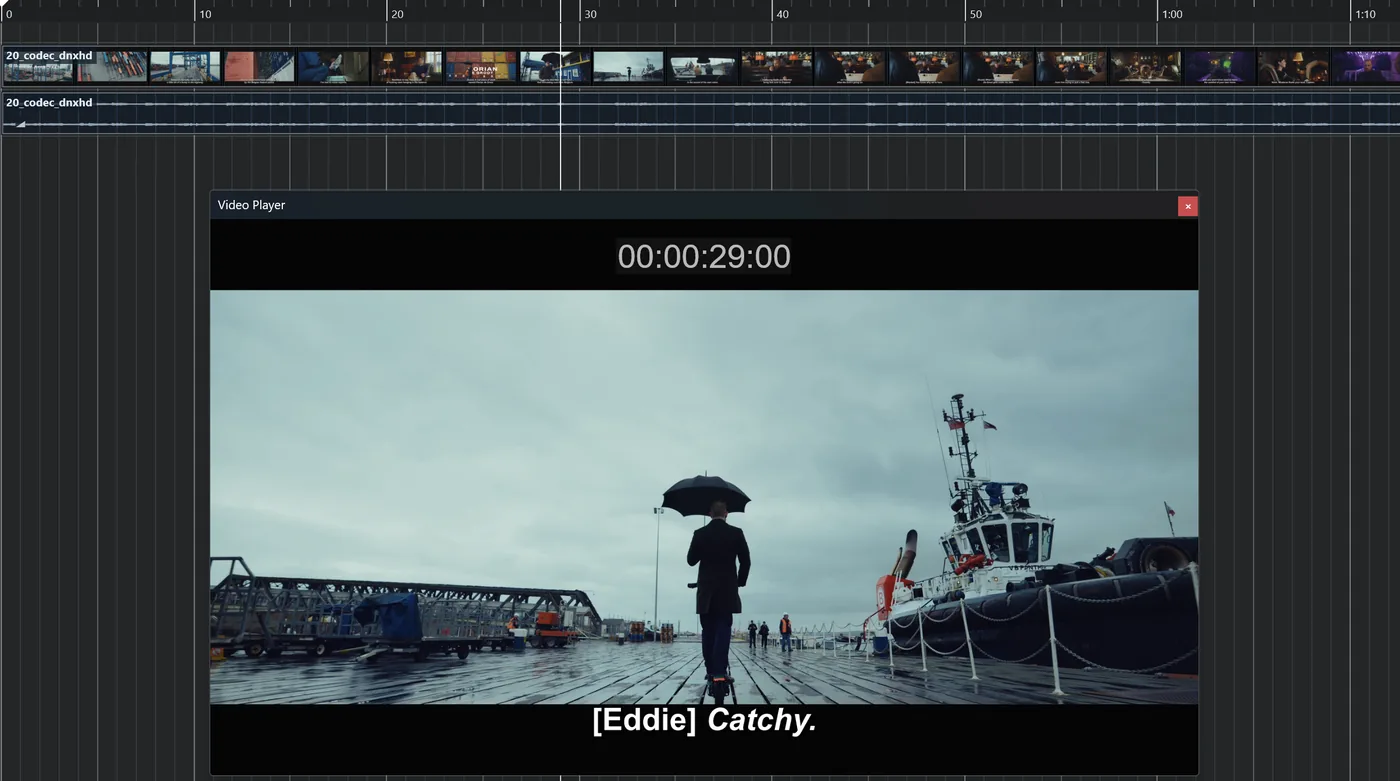 0 10 20 30 40 50 1:00 1:10
20_codec_dnxhd
ORIAN
20_codec_dnxhd
Video Player
×
00:00:29:00
[Eddie] Catchy.